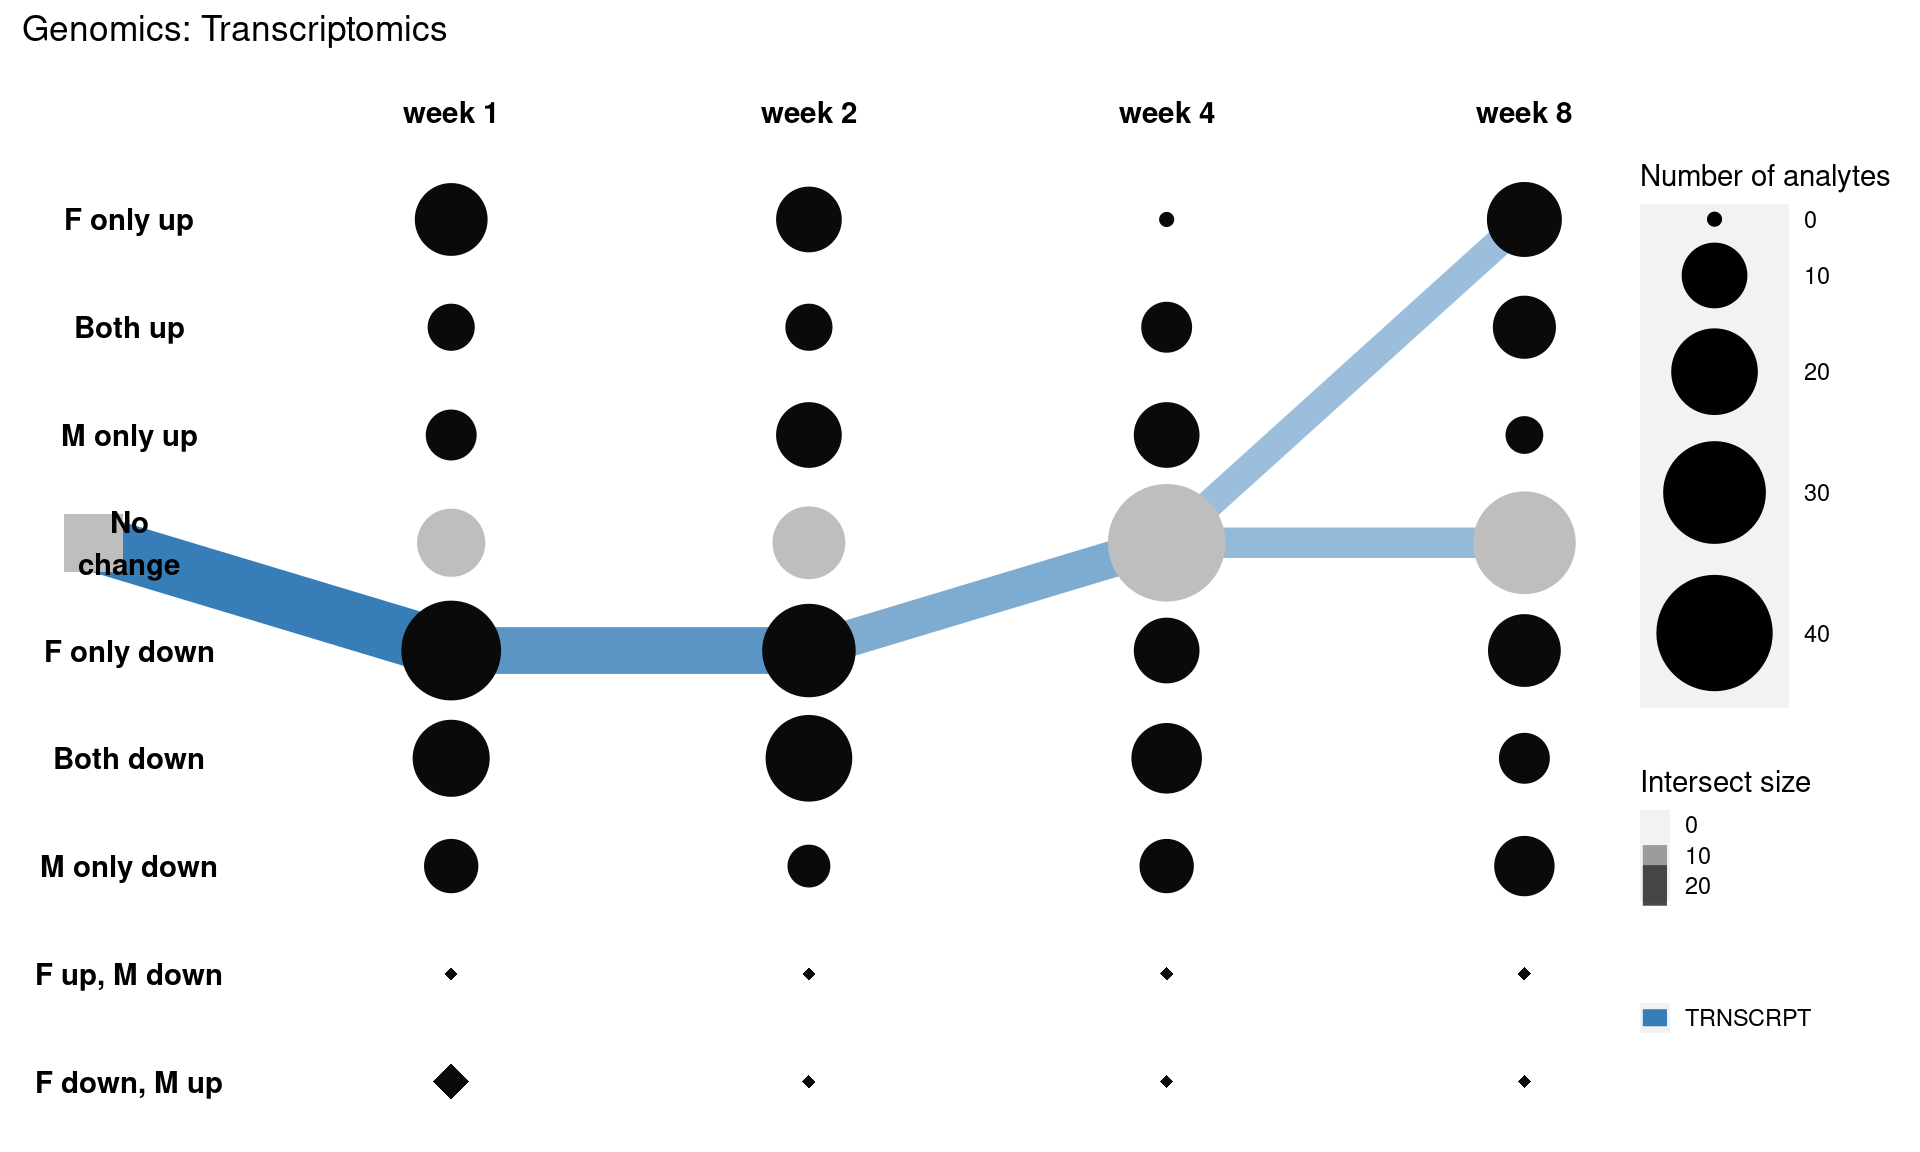 Genomics: Transcriptomics
week 1
week 2
week 4
week 8
F only up
Both up
M only up
No
change
F only down
Both down
M only down
F up, M down
F down, M up
Number of analytes
0
10
20
30
40
Intersect size
0
10
20
TRNSCRPT